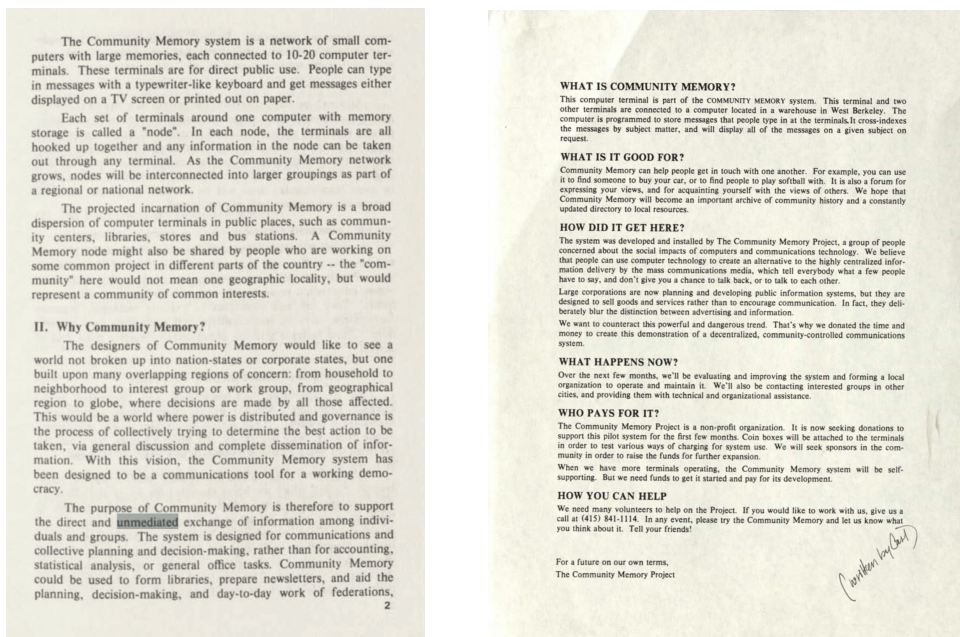 The Community Memory system is a network of small com-
puters with large memories, each connected to 10-20 computer ter-
minals. These terminals are for direct public use. People can type
in messages with a typewriter-like keyboard and get messages either
displayed on a TV screen or printed out on paper.
Each set of terminals around one computer with memory
storage is called a "node". In each node, the terminals are all
hooked up together and any information in the node can be taken
out through any terminal. As the Community Memory network
grows, nodes will be interconnected into larger groupings as part of
a regional or national network.
The projected incarnation of Community Memory is a broad
dispersion of computer terminals in public places, such as commun-
ity centers, libraries, stores and bus stations. A Community
Memory node might also be shared by people who are working on
some common project in different parts of the country -- the "com-
munity" here would not mean one geographic locality, but would
represent a community of common interests.
II. Why Community Memory?
The designers of Community Memory would like to see a
world not broken up into nation-states or corporate states, but one
built upon many overlapping regions of concern: from household to
neighborhood to interest group or work group, from geographical
region to globe, where decisions are made by all those affected.
This would be a world where power is distributed and governance is
the process of collectively trying to determine the best action to be
taken, via general discussion and complete dissemination of infor-
mation. With this vision, the Community Memory system has
been designed to be a communications tool for a working demo-
cracy.
The purpose of Community Memory is therefore to support
the direct and unmediated exchange of information among indivi-
duals and groups. The system is designed for communications and
collective planning and decision-making, rather than for accounting,
statistical analysis, or general office tasks. Community Memory
could be used to form libraries, prepare newsletters, and aid the
planning, decision-making, and day-to-day work of federations,
2
WHAT IS COMMUNITY MEMORY?
This computer terminal is part of the COMMUNITY MEMORY system. This terminal and two
other terminals are connected to a computer located in a warehouse in West Berkeley. The
computer is programmed to store messages that people type in at the terminals. It cross-indexes
the messages by subject matter, and will display all of the messages on a given subject on
request.
WHAT IS IT GOOD FOR?
Community Memory can help people get in touch with one another. For example, you can use
it to find someone to buy your car, or to find people to play softball with. It is also a forum for
expressing your views, and for acquainting yourself with the views of others. We hope that
Community Memory will become an important archive of community history and a constantly
updated directory to local resources.
HOW DID IT GET HERE?
The system was developed and installed by The Community Memory Project, a group of people
concerned about the social impacts of computers and communications technology. We believe
that people can use computer technology to create an alternative to the highly centralized infor-
mation delivery by the mass communications media, which tell everybody what a few people
have to say, and don't give you a chance to talk back, or to talk to each other.
Large corporations are now planning and developing public information systems, but they are
designed to sell goods and services rather than to encourage communication. In fact, they deli-
berately blur the distinction between advertising and information.
We want to counteract this powerful and dangerous trend. That's why we donated the time and
money to create this demonstration of a decentralized, community-controlled communications
system.
WHAT HAPPENS NOW?
Over the next few months, we'll be evaluating and improving the system and forming a local
organization to operate and maintain it. We'll also be contacting interested groups in other
cities, and providing them with technical and organizational assistance.
WHO PAYS FOR IT?
The Community Memory Project is a non-profit organization. It is now seeking donations to
support this pilot system for the first few months. Coin boxes will be attached to the terminals
in order to test various ways of charging for system use. We will seek sponsors in the com-
munity in order to raise the funds for further expansion.
When we have more terminals operating, the Community Memory system will be self-
supporting. But we need funds to get it started and pay for its development.
HOW YOU CAN HELP
We need many volunteers to help on the Project. If you would like to work with us, give us a
call at (415) 841-1114. In any event, please try the Community Memory and let us know what
you think about it. Tell your friends!
For a future on our own terms,
The Community Memory Project
(written by Carl)